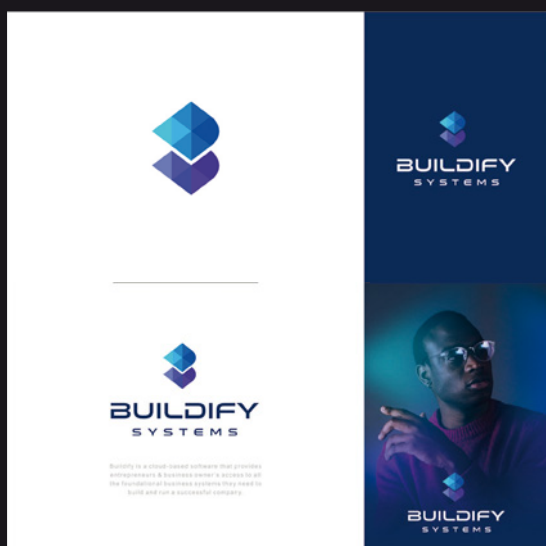 BUILDIFY
SYSTEMS
BUILDIFY
SYSTEMS
Buildify is a cloud-based software that provides
entrepreneurs & business owner's access to all
the foundational business systems they need to
build and run a successful company.
BUILDIFY
SYSTEMS